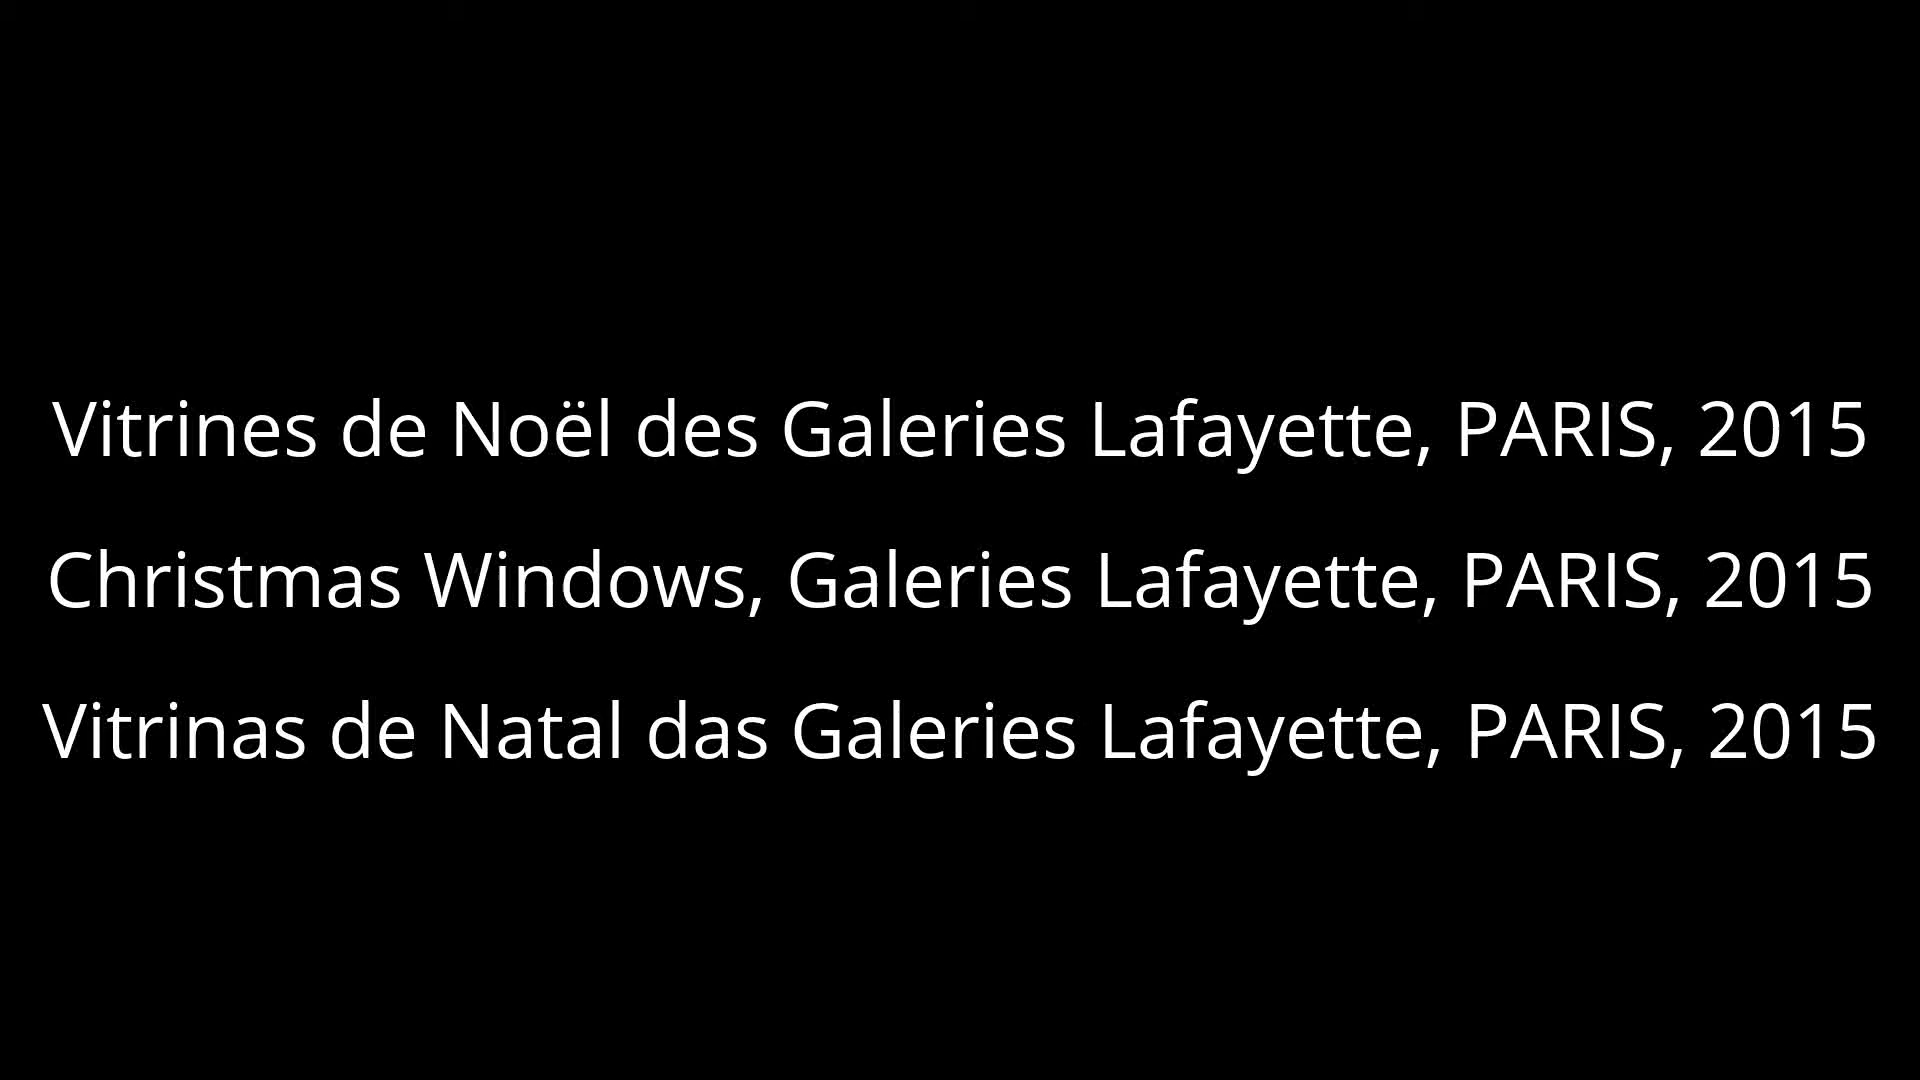 Vitrines de Noël des Galeries Lafayette, PARIS, 2015
Christmas Windows, Galeries Lafayette, PARIS, 2015
Vitrinas de Natal das Galeries Lafayette, PARIS, 2015